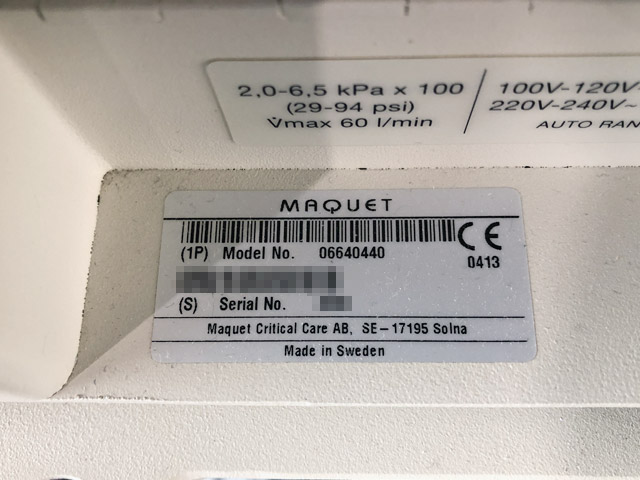 2,0-6,5 kPa x 100
(29-94 psi)
V̇max 60 l/min
100V-120V~
220V-240V~
AUTO RAN
MAQUET
CE
0413
(1P) Model No. 06640440
(S) Serial No.
Maquet Critical Care AB, SE-17195 Solna
Made in Sweden